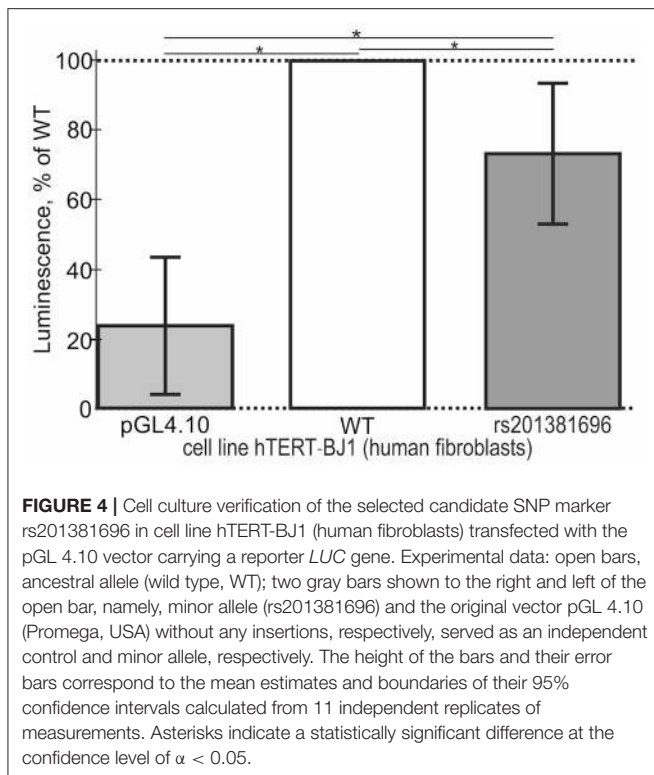 *
*
*
100
80
60
40
20
0
Luminescence, % of WT
pGL4.10
WT
rs201381696
cell line hTERT-BJ1 (human fibroblasts)
FIGURE 4 | Cell culture verification of the selected candidate SNP marker
rs201381696 in cell line hTERT-BJ1 (human fibroblasts) transfected with the
pGL 4.10 vector carrying a reporter LUC gene. Experimental data: open bars,
ancestral allele (wild type, WT); two gray bars shown to the right and left of the
open bar, namely, minor allele (rs201381696) and the original vector pGL 4.10
(Promega, USA) without any insertions, respectively, served as an independent
control and minor allele, respectively. The height of the bars and their error
bars correspond to the mean estimates and boundaries of their 95%
confidence intervals calculated from 11 independent replicates of
measurements. Asterisks indicate a statistically significant difference at the
confidence level of α < 0.05.